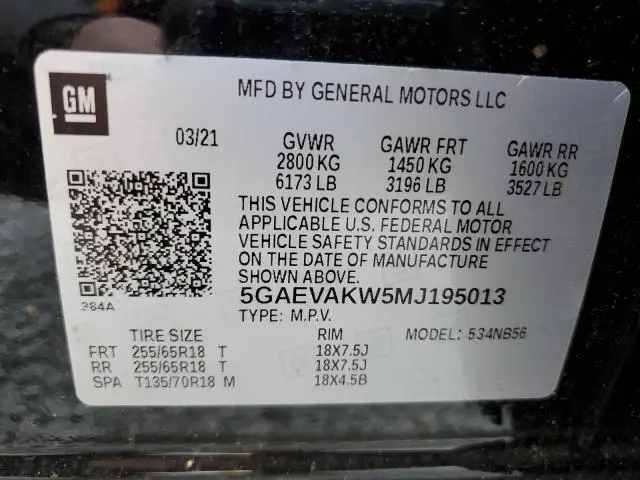 GM
MFD BY GENERAL MOTORS LLC
03/21 GVWR GAWR FRT GAWR RR
2800 KG 1450 KG 1600 KG
6173 LB 3196 LB 3527 LB
THIS VEHICLE CONFORMS TO ALL
APPLICABLE U.S. FEDERAL MOTOR
VEHICLE SAFETY STANDARDS IN EFFECT
ON THE DATE OF MANUFACTURE
SHOWN ABOVE.
5GAEVAKW5MJ195013
384A TYPE: M.P.V.
TIRE SIZE RIM MODEL: 534NB56
FRT 255/65R18 T 18X7.5J
RR 255/65R18 T 18X7.5J
SPA T135/70R18 M 18X4.5B